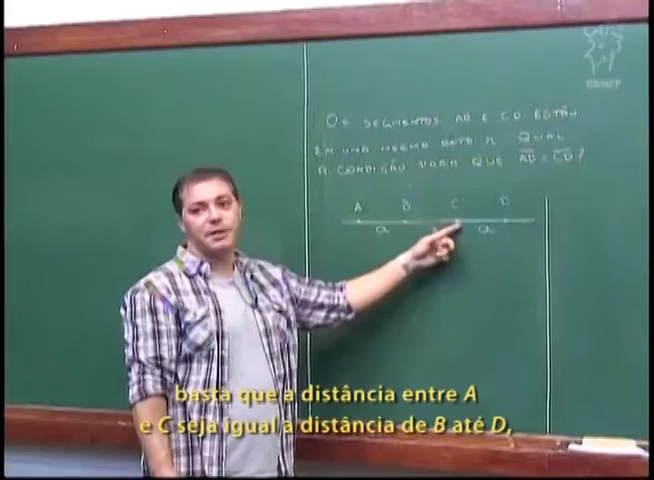 OBMEP
OS SEGMENTOS AB E CD ESTÃO
EM UMA MESMA RETA r. QUAL
A CONDIÇÃO PARA QUE AB = CD?
A B C D
a a
basta que a distância entre A
e C seja igual a distância de B até D,